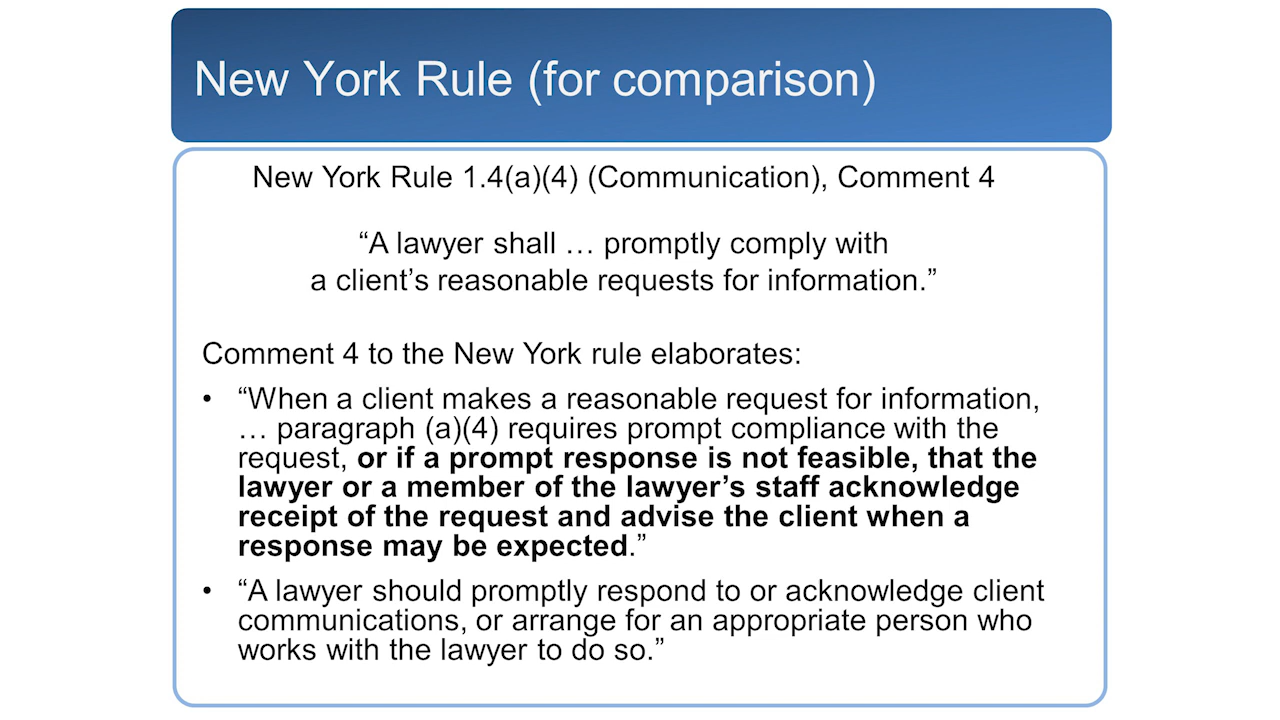 New York Rule (for comparison)
New York Rule 1.4(a)(4) (Communication), Comment 4
“A lawyer shall … promptly comply with
a client’s reasonable requests for information.”
Comment 4 to the New York rule elaborates:
• “When a client makes a reasonable request for information,
… paragraph (a)(4) requires prompt compliance with the
request, or if a prompt response is not feasible, that the
lawyer or a member of the lawyer’s staff acknowledge
receipt of the request and advise the client when a
response may be expected.”
• “A lawyer should promptly respond to or acknowledge client
communications, or arrange for an appropriate person who
works with the lawyer to do so.”